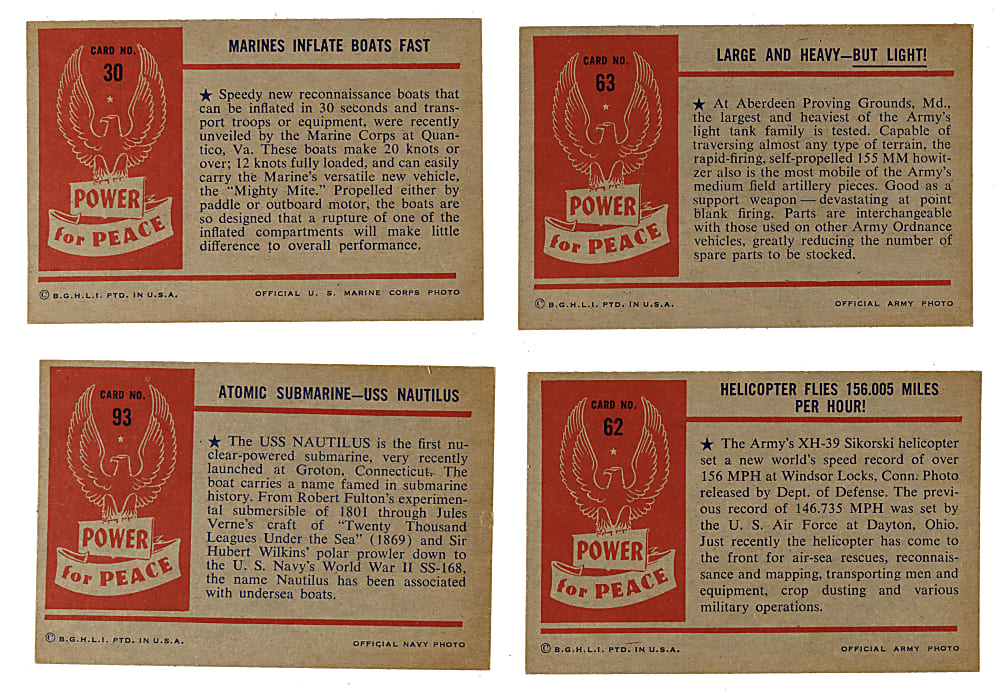 CARD NO.
30
POWER
for PEACE
MARINES INFLATE BOATS FAST
★ Speedy new reconnaissance boats that
can be inflated in 30 seconds and trans-
port troops or equipment, were recently
unveiled by the Marine Corps at Quan-
tico, Va. These boats make 20 knots or
over; 12 knots fully loaded, and can easily
carry the Marine's versatile new vehicle,
the "Mighty Mite." Propelled either by
paddle or outboard motor, the boats are
so designed that a rupture of one of the
inflated compartments will make little
difference to overall performance.
© B.G.H.L.I. PTD. IN U.S.A.
OFFICIAL U. S. MARINE CORPS PHOTO
CARD NO.
63
POWER
for PEACE
LARGE AND HEAVY—BUT LIGHT!
★ At Aberdeen Proving Grounds, Md.,
the largest and heaviest of the Army's
light tank family is tested. Capable of
traversing almost any type of terrain, the
rapid-firing, self-propelled 155 MM howit-
zer also is the most mobile of the Army's
medium field artillery pieces. Good as a
support weapon — devastating at point
blank firing. Parts are interchangeable
with those used on other Army Ordnance
vehicles, greatly reducing the number of
spare parts to be stocked.
© B.G.H.L.I. PTD. IN U.S.A.
OFFICIAL ARMY PHOTO
CARD NO.
93
POWER
for PEACE
ATOMIC SUBMARINE—USS NAUTILUS
★ The USS NAUTILUS is the first nu-
clear-powered submarine, very recently
launched at Groton, Connecticut. The
boat carries a name famed in submarine
history. From Robert Fulton's experimen-
tal submersible of 1801 through Jules
Verne's craft of "Twenty Thousand
Leagues Under the Sea" (1869) and Sir
Hubert Wilkins' polar prowler down to
the U. S. Navy's World War II SS-168,
the name Nautilus has been associated
with undersea boats.
© B.G.H.L.I. PTD. IN U.S.A.
OFFICIAL NAVY PHOTO
CARD NO.
62
POWER
for PEACE
HELICOPTER FLIES 156.005 MILES
PER HOUR!
★ The Army's XH-39 Sikorski helicopter
set a new world's speed record of over
156 MPH at Windsor Locks, Conn. Photo
released by Dept. of Defense. The previ-
ous record of 146.735 MPH was set by
the U. S. Air Force at Dayton, Ohio.
Just recently the helicopter has come to
the front for air-sea rescues, reconnais-
sance and mapping, transporting men and
equipment, crop dusting and various
military operations.
© B.G.H.L.I. PTD. IN U.S.A.
OFFICIAL ARMY PHOTO